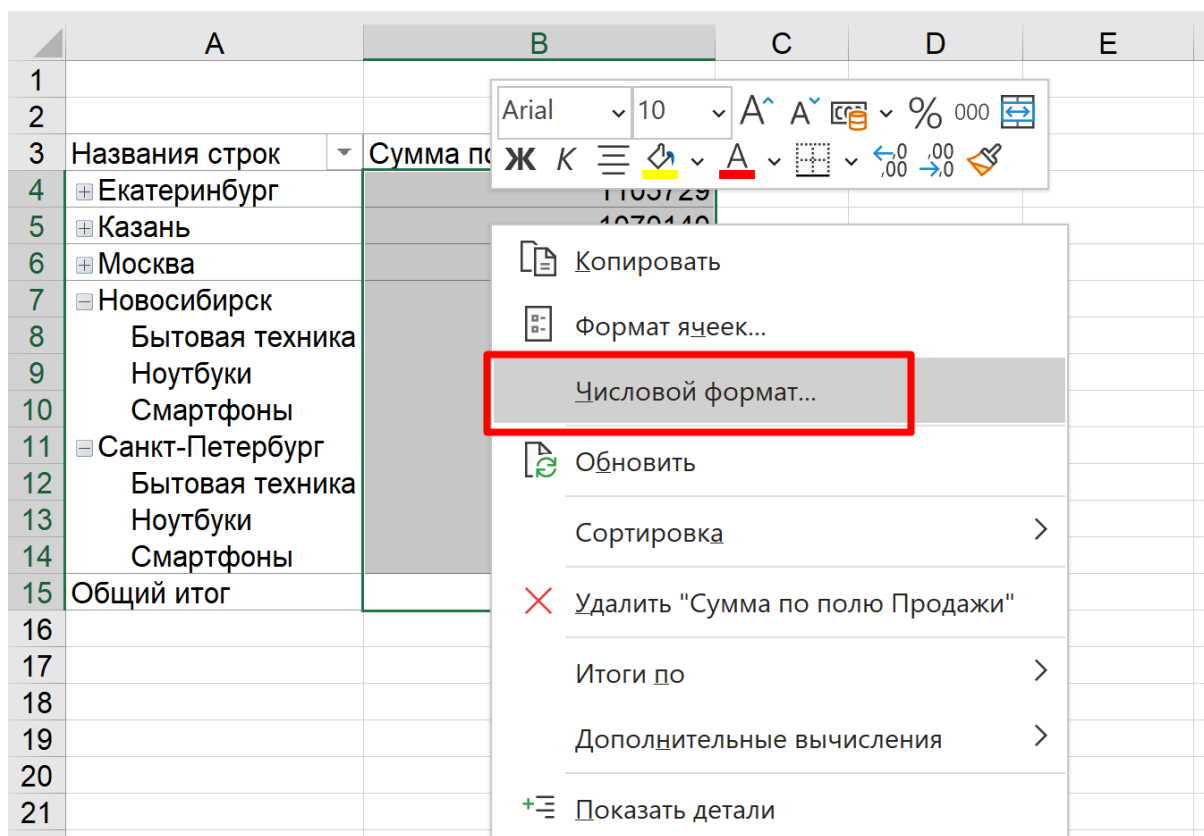 A B C D E
1
2
Arial 10 % 000
Ж К А ,0 ,00 ,00 ,0
3 Названия строк Сумма по
4 Екатеринбург
5 Казань
6 Москва
7 Новосибирск
8 Бытовая техника
9 Ноутбуки
10 Смартфоны
11 Санкт-Петербург
12 Бытовая техника
13 Ноутбуки
14 Смартфоны
15 Общий итог
16
17
18
19
20
21
Копировать
Формат ячеек...
Числовой формат...
Обновить
Сортировка
Удалить "Сумма по полю Продажи"
Итоги по
Дополнительные вычисления
Показать детали